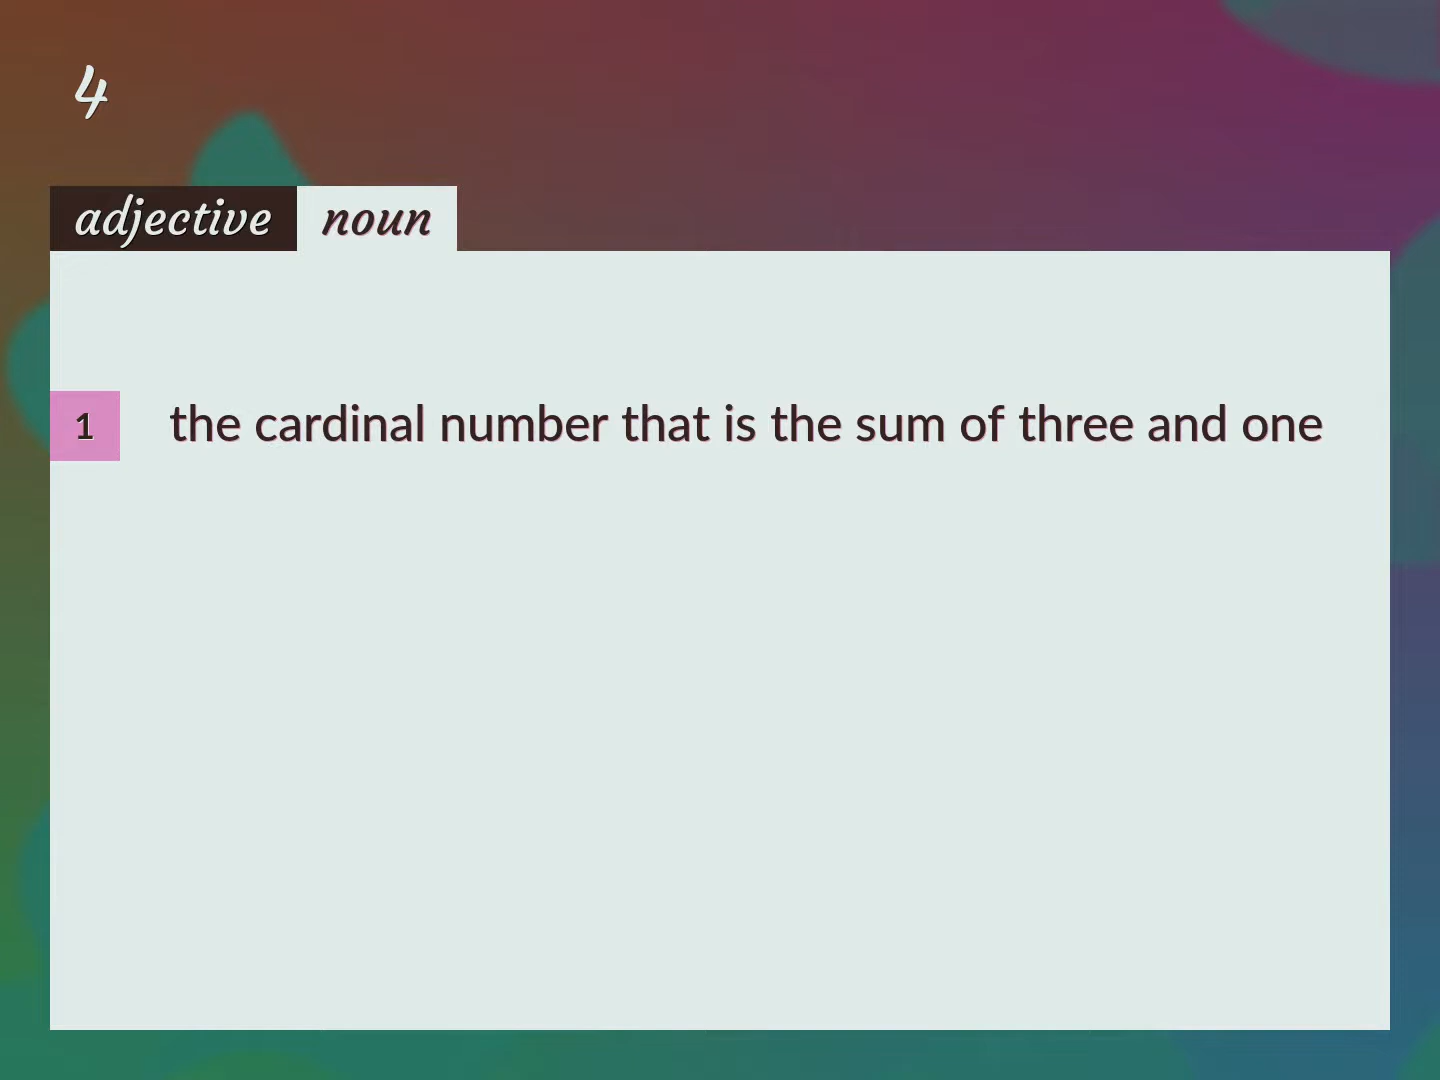 4
adjective noun
1 the cardinal number that is the sum of three and one